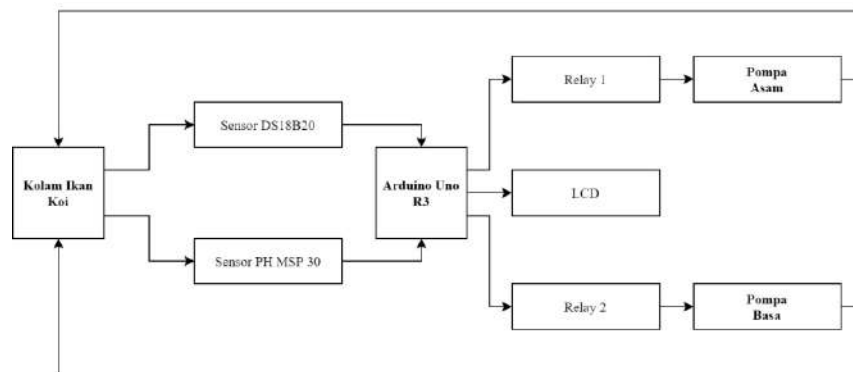 Relay 1
Pompa
Asam
Sensor DS18B20
Kolam Ikan
Koi
Arduino Uno
R3
LCD
Sensor PH MSP 30
Relay 2
Pompa
Basa